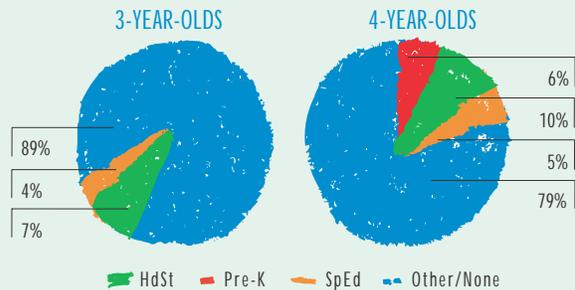 3-YEAR-OLDS
4-YEAR-OLDS
89%
4%
7%
6%
10%
5%
79%
HdSt Pre-K SpEd Other/None